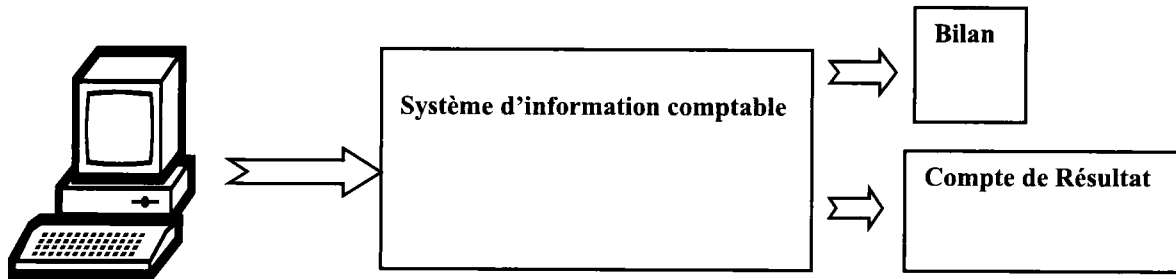 Bilan
Système d'information comptable
Compte de Résultat